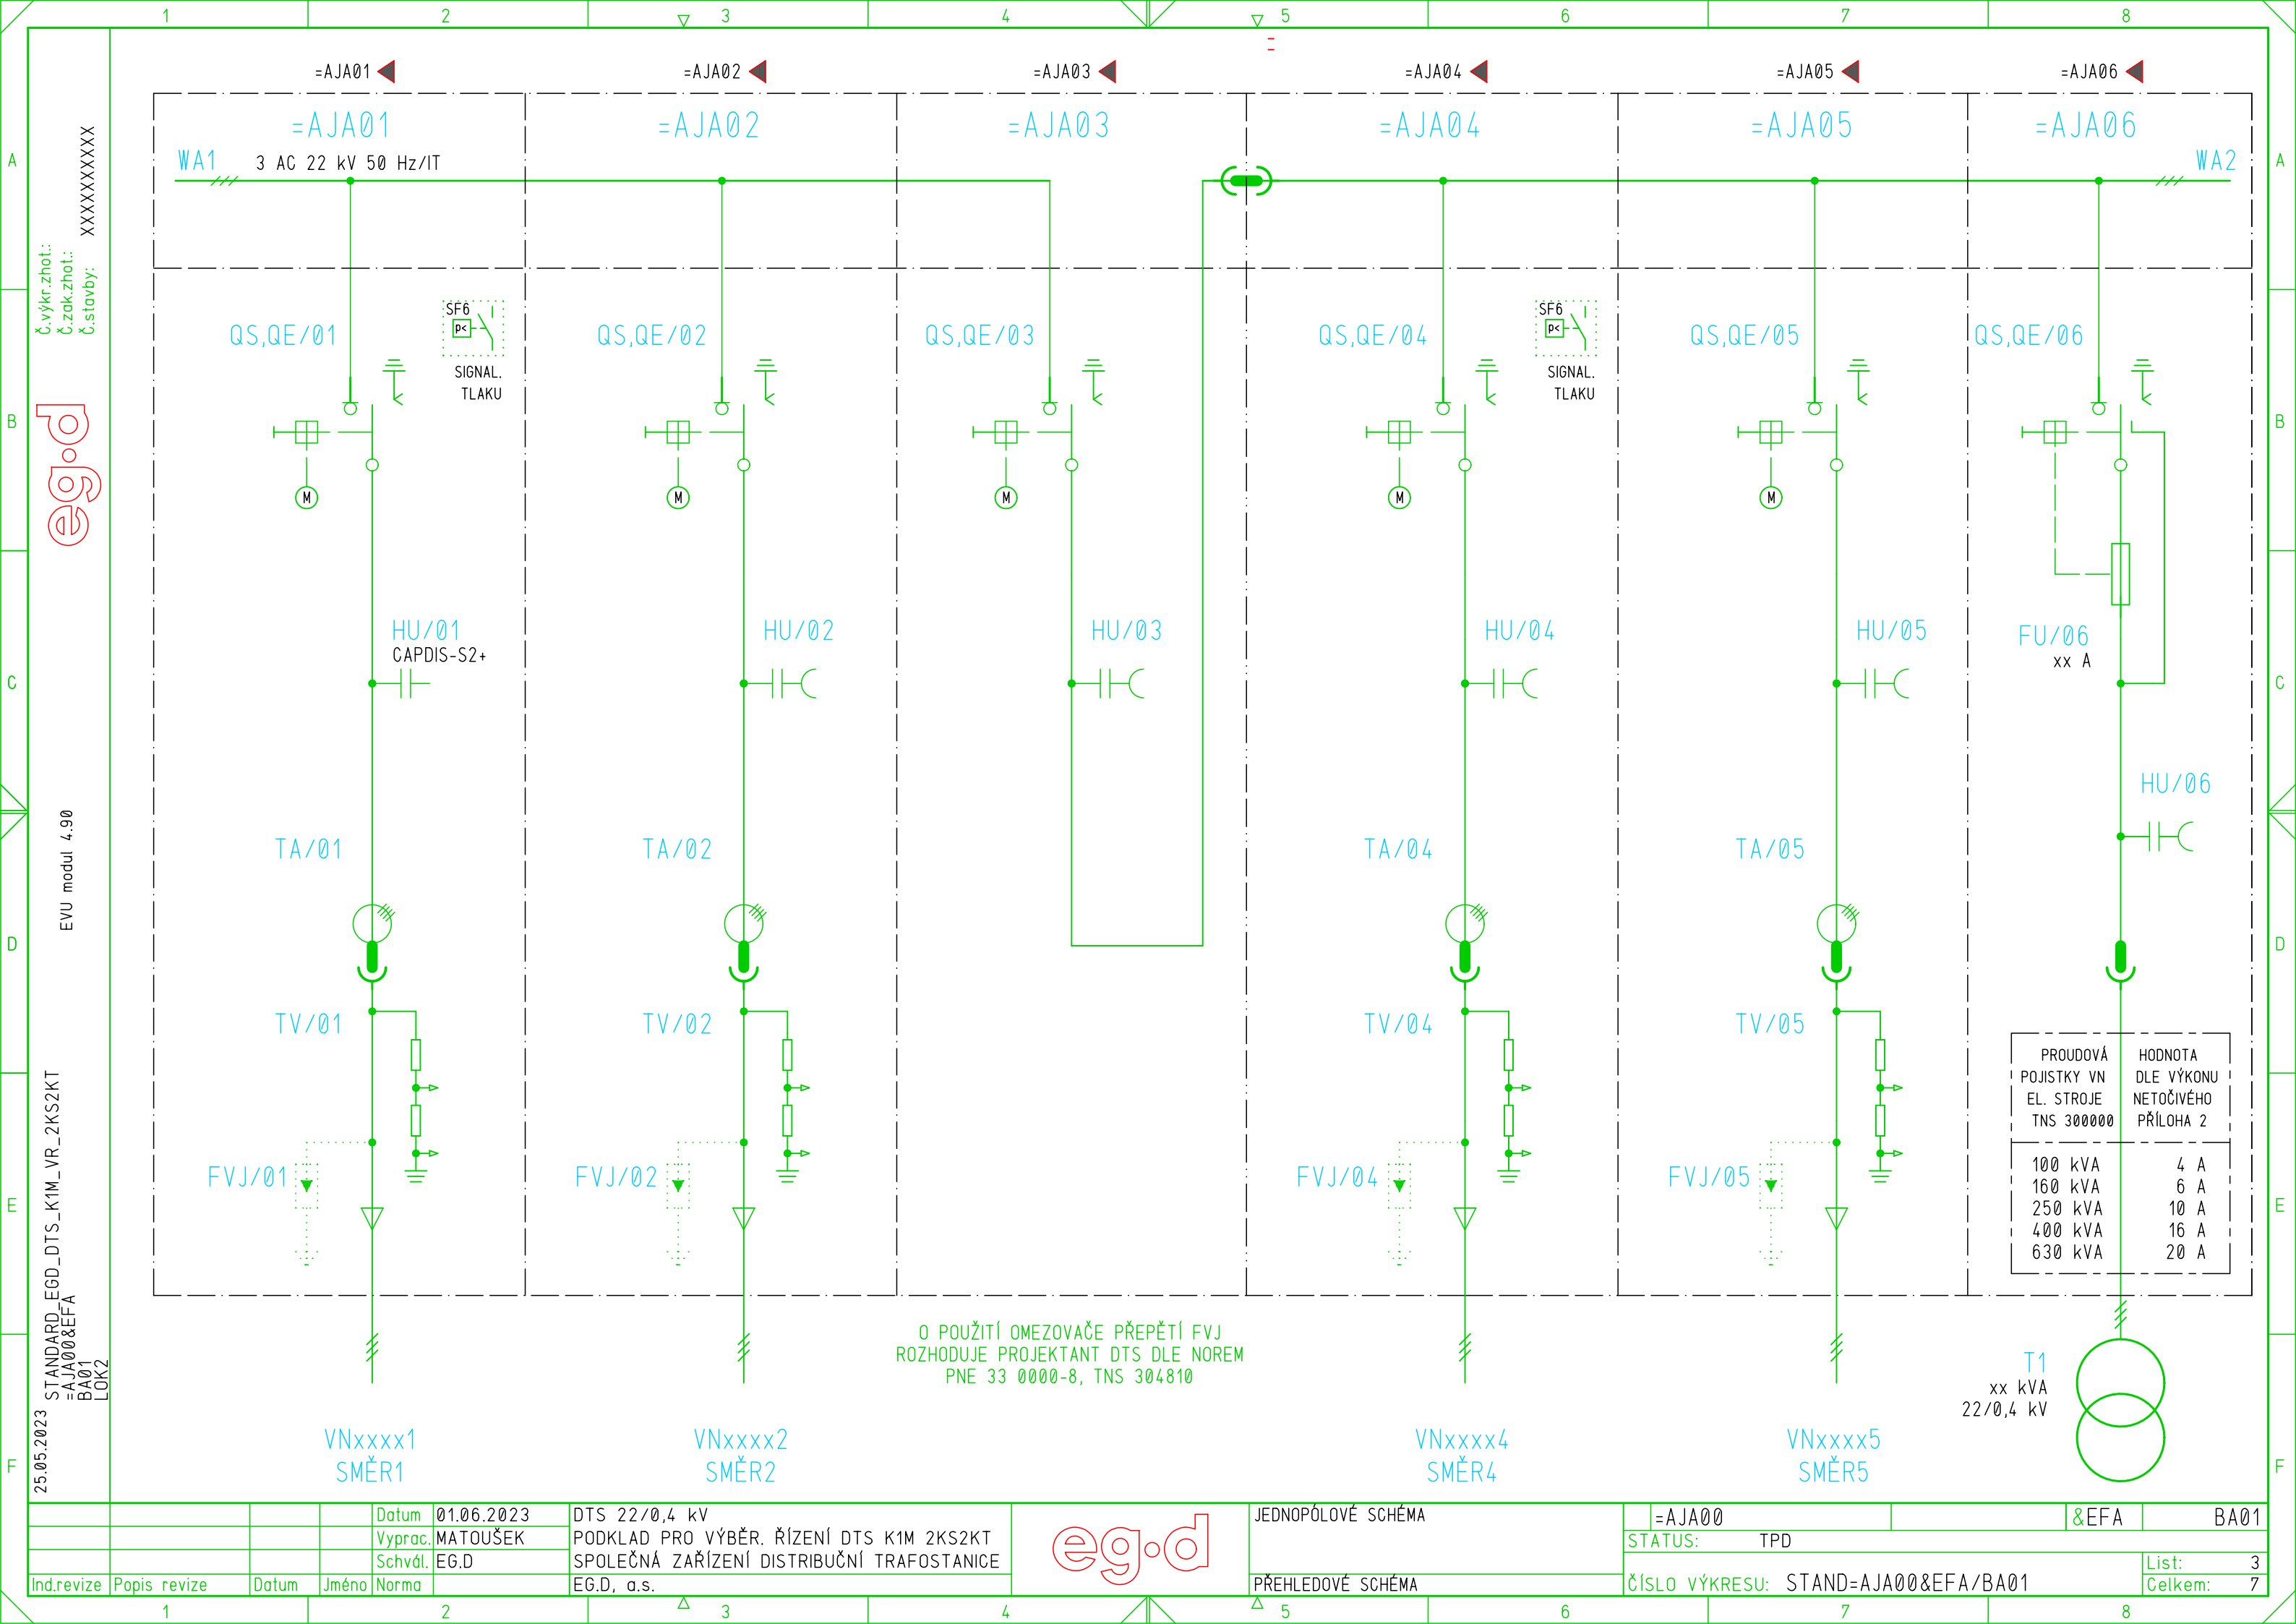 1 2 3 4 5 6 7 8
=AJA01 =AJA02 =AJA03 =AJA04 =AJA05 =AJA06
=AJA01 =AJA02 =AJA03 =AJA04 =AJA05 =AJA06
A A
WA1 3 AC 22 kV 50 Hz/IT WA2
Č.výkr.zhot.:
Č.zak.zhot.:
Č.stavby: XXXXXXXXXX
SF6 SF6
p< p<
QS,QE/01 QS,QE/02 QS,QE/03 QS,QE/04 QS,QE/05 QS,QE/06
SIGNAL. SIGNAL.
TLAKU TLAKU
B B
eg·d
M M M M M
HU/01 HU/02 HU/03 HU/04 HU/05 FU/06
CAPDIS-S2+ xx A
C C
HU/06
EVU modul 4.90
TA/01 TA/02 TA/04 TA/05
D D
TV/01 TV/02 TV/04 TV/05
PROUDOVÁ HODNOTA
POJISTKY VN DLE VÝKONU
EL. STROJE NETOČIVÉHO
TNS 300000 PŘÍLOHA 2
100 kVA 4 A
160 kVA 6 A
250 kVA 10 A
400 kVA 16 A
630 kVA 20 A
FVJ/01 FVJ/02 FVJ/04 FVJ/05
E E
STANDARD_EGD_DTS_K1M_VR_2KS2KT
=AJA00&EFA
BA01
LOK2
25.05.2023
O POUŽITÍ OMEZOVAČE PŘEPĚTÍ FVJ
ROZHODUJE PROJEKTANT DTS DLE NOREM
PNE 33 0000-8, TNS 304810
T1
xx kVA
22/0,4 kV
VNxxxx1 VNxxxx2 VNxxxx4 VNxxxx5
SMĚR1 SMĚR2 SMĚR4 SMĚR5
F F
Datum 01.06.2023 DTS 22/0,4 kV JEDNOPÓLOVÉ SCHÉMA =AJA00 &EFA BA01
Vyprac. MATOUŠEK PODKLAD PRO VÝBĚR. ŘÍZENÍ DTS K1M 2KS2KT eg·d STATUS: TPD
Schvál. EG.D SPOLEČNÁ ZAŘÍZENÍ DISTRIBUČNÍ TRAFOSTANICE List: 3
Ind.revize Popis revize Datum Jméno Norma EG.D, a.s. PŘEHLEDOVÉ SCHÉMA ČÍSLO VÝKRESU: STAND=AJA00&EFA/BA01 Celkem: 7
1 2 3 4 5 6 7 8